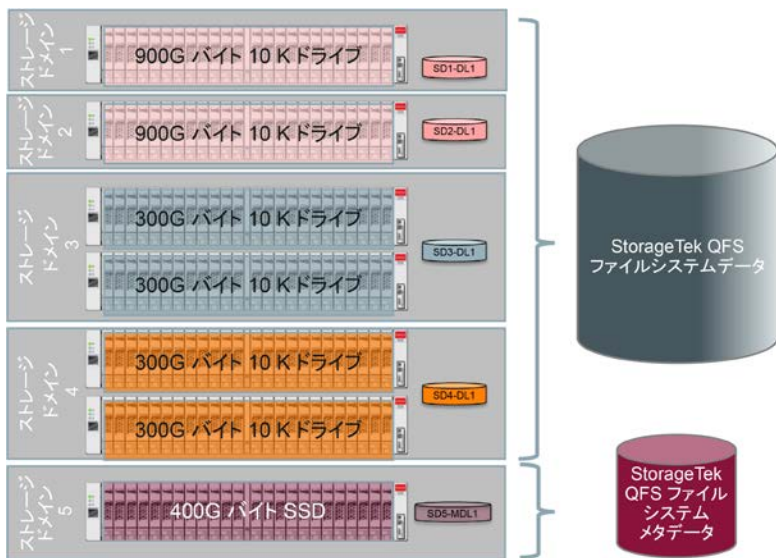 ストレージ
ドメイン
1
900G バイト 10 K ドライブ
SD1-DL1
ストレージ
ドメイン
2
900G バイト 10 K ドライブ
SD2-DL1
ストレージ
ドメイン
3
300G バイト 10 K ドライブ
300G バイト 10 K ドライブ
SD3-DL1
ストレージ
ドメイン
4
300G バイト 10 K ドライブ
300G バイト 10 K ドライブ
SD4-DL1
ストレージ
ドメイン
5
400G バイト SSD
SD5-MDL1
StorageTek QFS
ファイルシステムデータ
StorageTek
QFS ファイル
システム
メタデータ